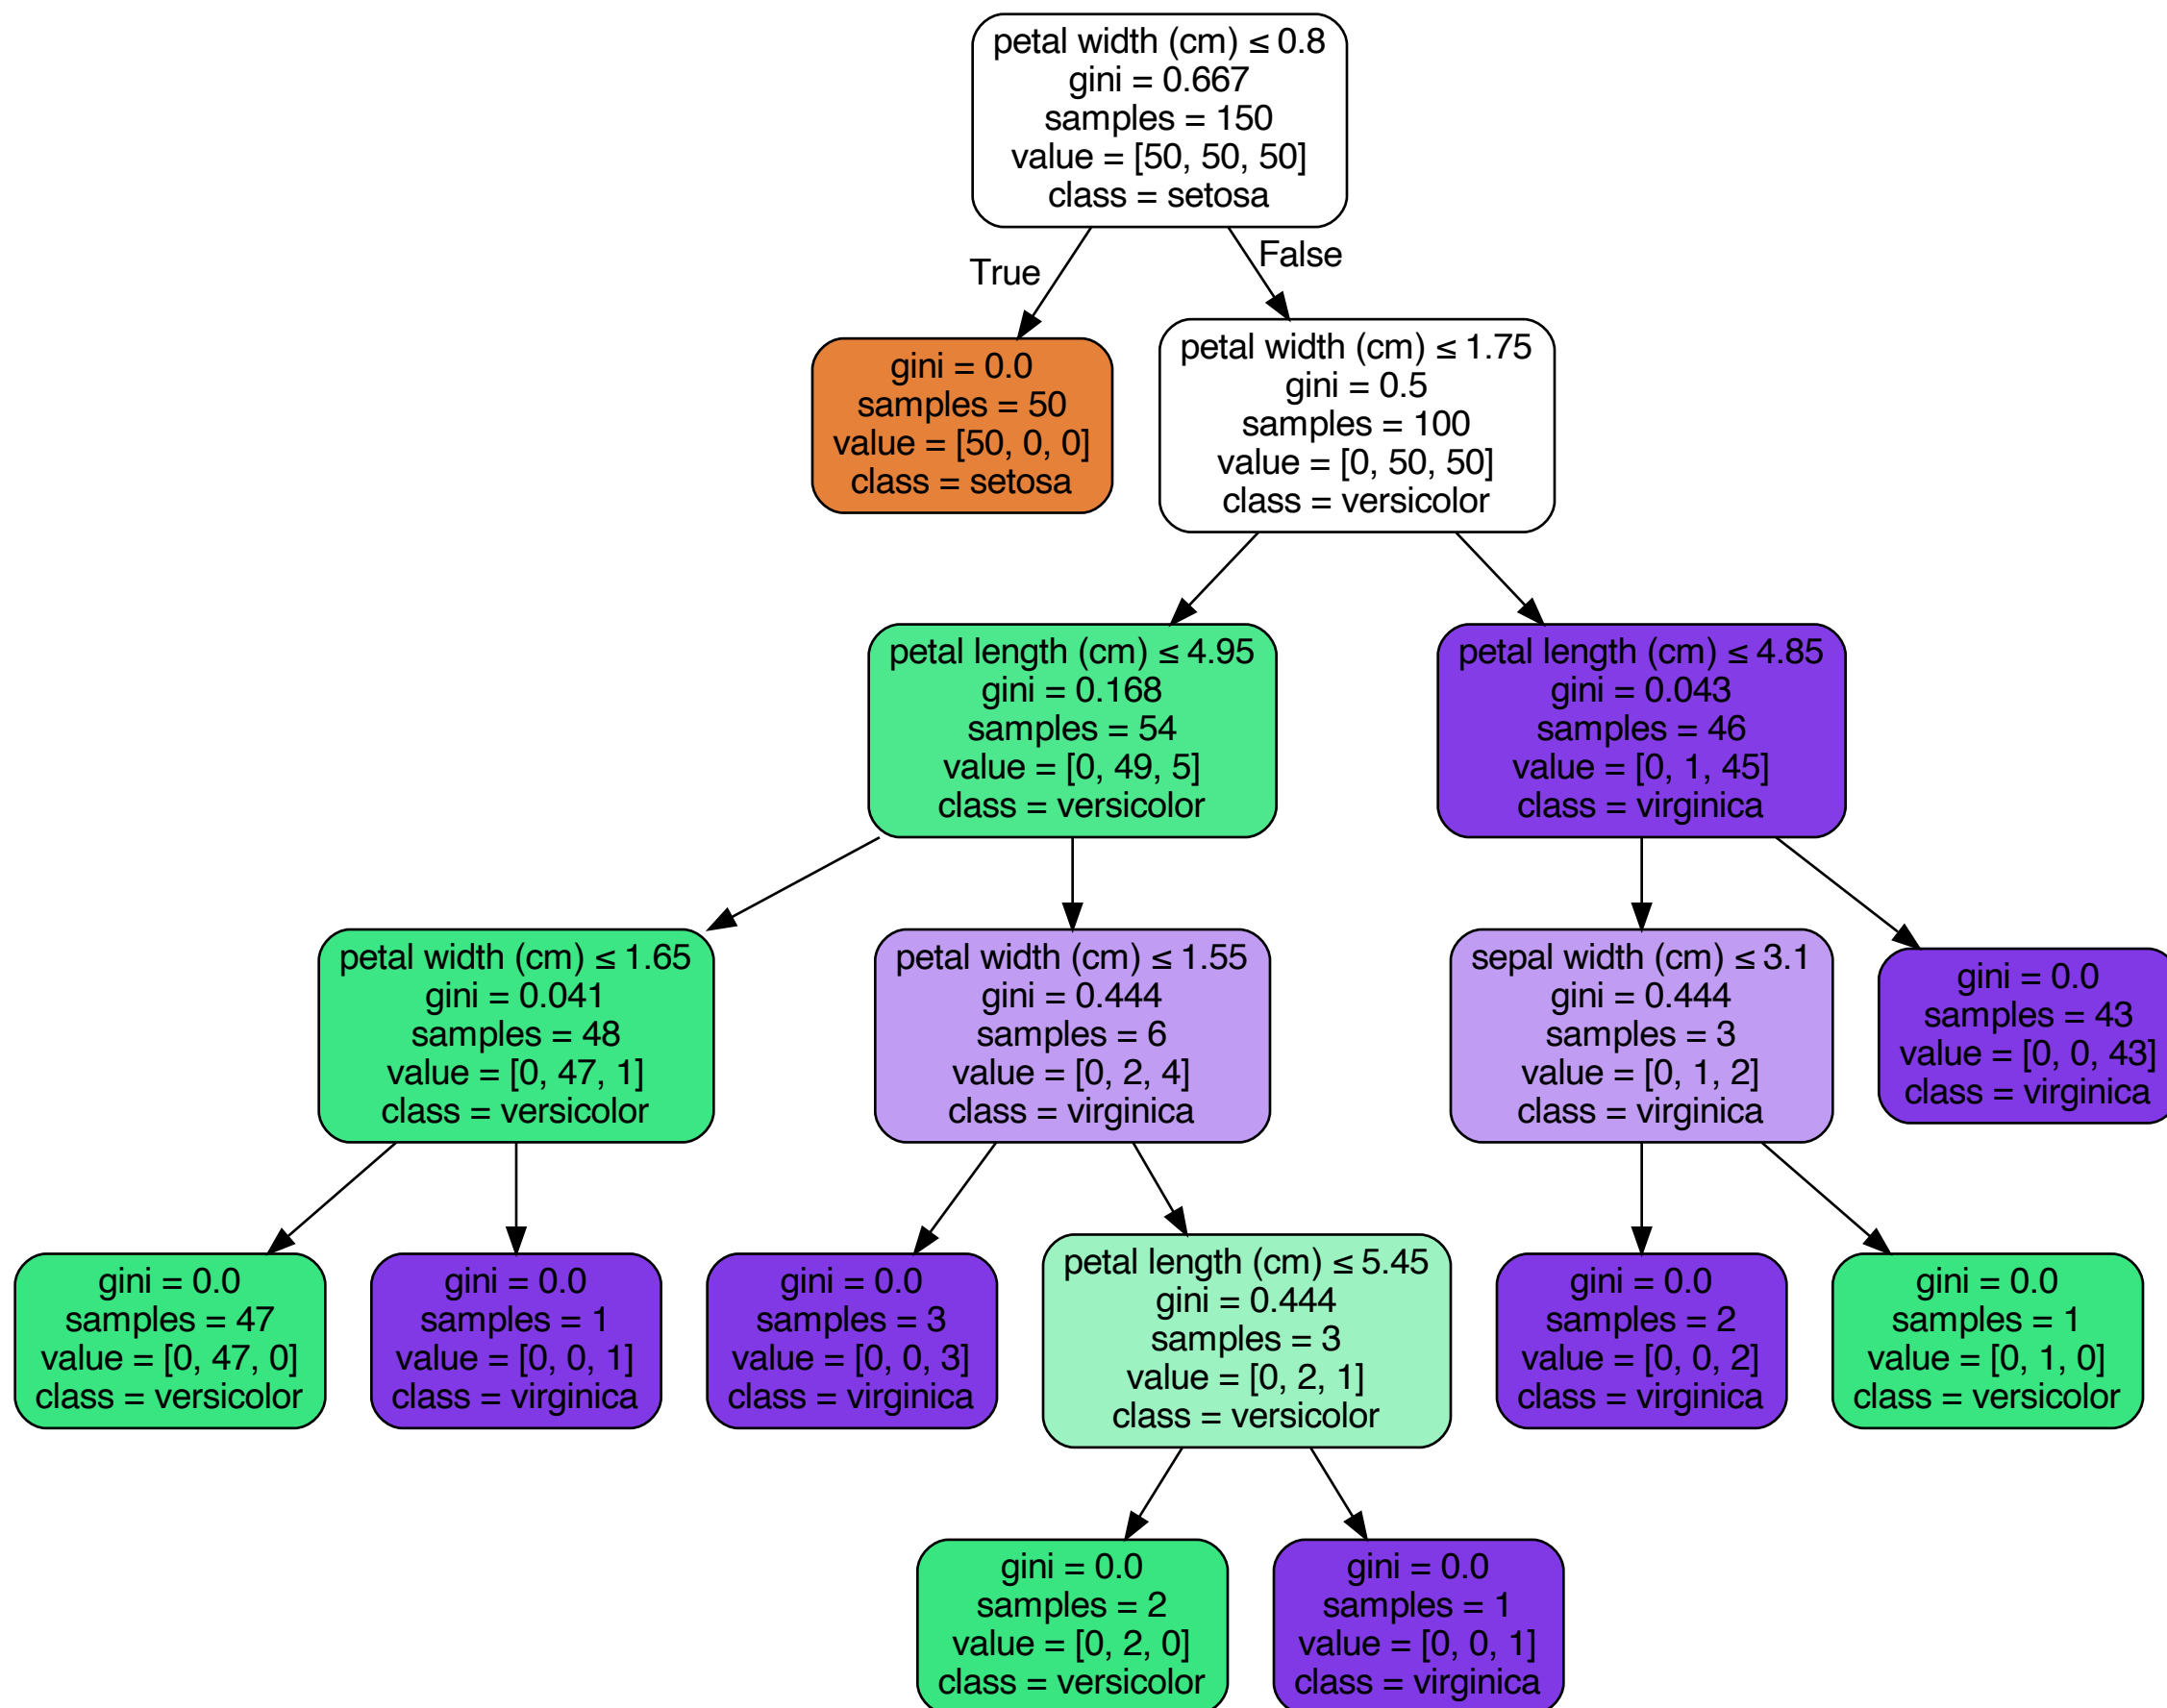 petal width (cm) ≤ 0.8
gini = 0.667
samples = 150
value = [50, 50, 50]
class = setosa
True
False
gini = 0.0
samples = 50
value = [50, 0, 0]
class = setosa
petal width (cm) ≤ 1.75
gini = 0.5
samples = 100
value = [0, 50, 50]
class = versicolor
petal length (cm) ≤ 4.95
gini = 0.168
samples = 54
value = [0, 49, 5]
class = versicolor
petal length (cm) ≤ 4.85
gini = 0.043
samples = 46
value = [0, 1, 45]
class = virginica
petal width (cm) ≤ 1.65
gini = 0.041
samples = 48
value = [0, 47, 1]
class = versicolor
petal width (cm) ≤ 1.55
gini = 0.444
samples = 6
value = [0, 2, 4]
class = virginica
sepal width (cm) ≤ 3.1
gini = 0.444
samples = 3
value = [0, 1, 2]
class = virginica
gini = 0.0
samples = 43
value = [0, 0, 43]
class = virginica
gini = 0.0
samples = 47
value = [0, 47, 0]
class = versicolor
gini = 0.0
samples = 1
value = [0, 0, 1]
class = virginica
gini = 0.0
samples = 3
value = [0, 0, 3]
class = virginica
petal length (cm) ≤ 5.45
gini = 0.444
samples = 3
value = [0, 2, 1]
class = versicolor
gini = 0.0
samples = 2
value = [0, 0, 2]
class = virginica
gini = 0.0
samples = 1
value = [0, 1, 0]
class = versicolor
gini = 0.0
samples = 2
value = [0, 2, 0]
class = versicolor
gini = 0.0
samples = 1
value = [0, 0, 1]
class = virginica